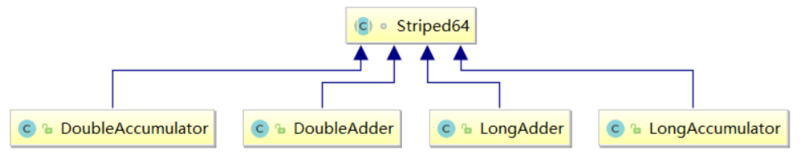 Striped64
DoubleAccumulator
DoubleAdder
LongAdder
LongAccumulator